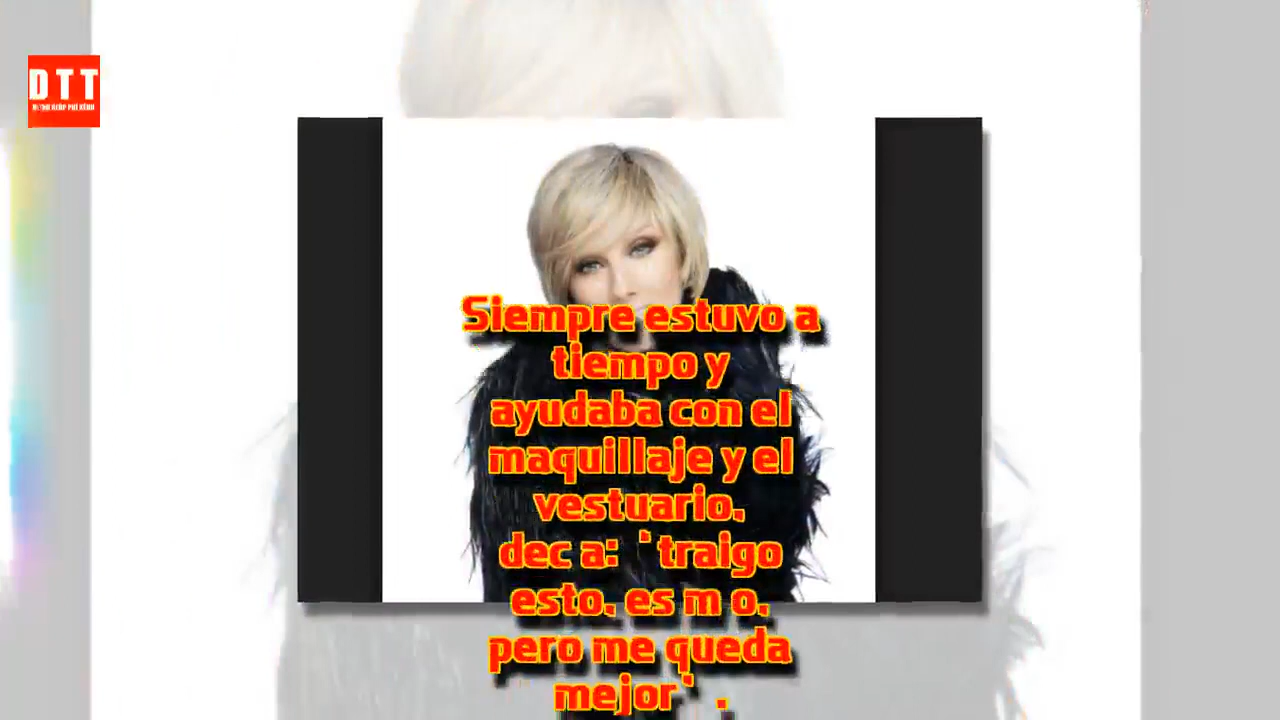 DTT
Siempre estuvo a
tiempo y
ayudaba con el
maquillaje y el
vestuario,
dec a: 'traigo
esto, es m o,
pero me queda
mejor' .